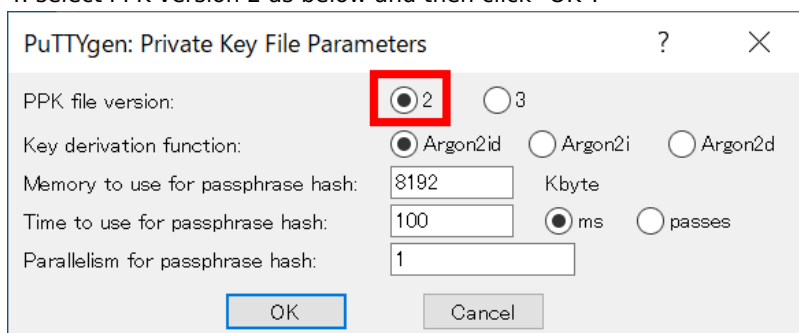 4. Select PPK version 2 as below and then click "OK".
PuTTYgen: Private Key File Parameters ? ×
PPK file version: 2 3
Key derivation function: Argon2id Argon2i Argon2d
Memory to use for passphrase hash: 8192 Kbyte
Time to use for passphrase hash: 100 ms passes
Parallelism for passphrase hash: 1
OK Cancel